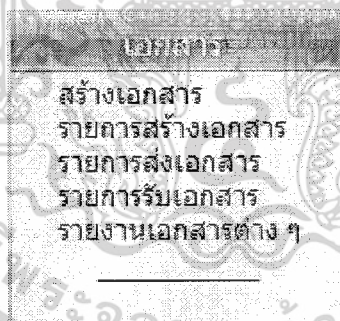 เอกสาร
สร้างเอกสาร
รายการสร้างเอกสาร
รายการส่งเอกสาร
รายการรับเอกสาร
รายงานเอกสารต่าง ๆ